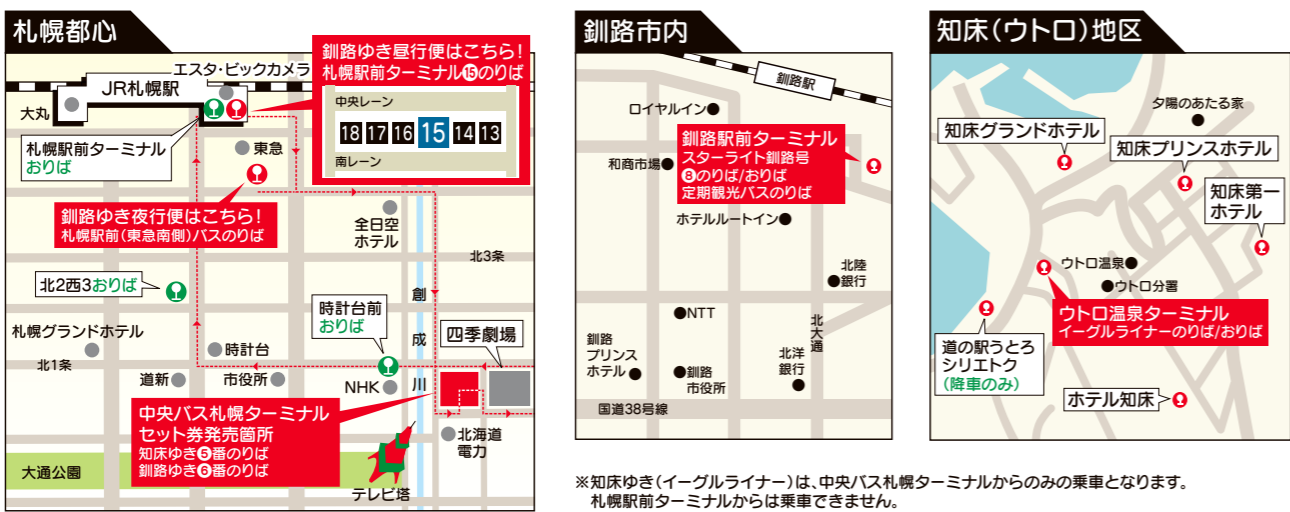 札幌都心
釧路ゆき昼行便はこちら！
札幌駅前ターミナル⑮のりば
中央レーン
18 17 16 15 14 13
南レーン
エスタ・ビックカメラ
JR札幌駅
大丸
札幌駅前ターミナル
おりば
東急
釧路ゆき夜行便はこちら！
札幌駅前(東急南側)バスのりば
全日空
ホテル
北3条
北2西3おりば
創成川
時計台前
おりば
四季劇場
札幌グランドホテル
時計台
北1条
道新
市役所
NHK
中央バス札幌ターミナル
セット券発売箇所
知床ゆき⑤番のりば
釧路ゆき⑥番のりば
北海道
電力
大通公園
テレビ塔
釧路市内
釧路駅
ロイヤルイン
和商市場
釧路駅前ターミナル
スターライト釧路号
⑧のりば/おりば
定期観光バスのりば
ホテルルートイン
北陸
銀行
NTT
北大通
釧路
プリンス
ホテル
釧路
市役所
北洋
銀行
国道38号線
知床(ウトロ)地区
夕陽のあたる家
知床グランドホテル
知床プリンスホテル
知床第一
ホテル
ウトロ温泉
ウトロ分署
ウトロ温泉ターミナル
イーグルライナーのりば/おりば
道の駅うとろ
シリエトク
(降車のみ)
ホテル知床
※知床ゆき(イーグルライナー)は、中央バス札幌ターミナルからのみの乗車となります。
札幌駅前ターミナルからは乗車できません。